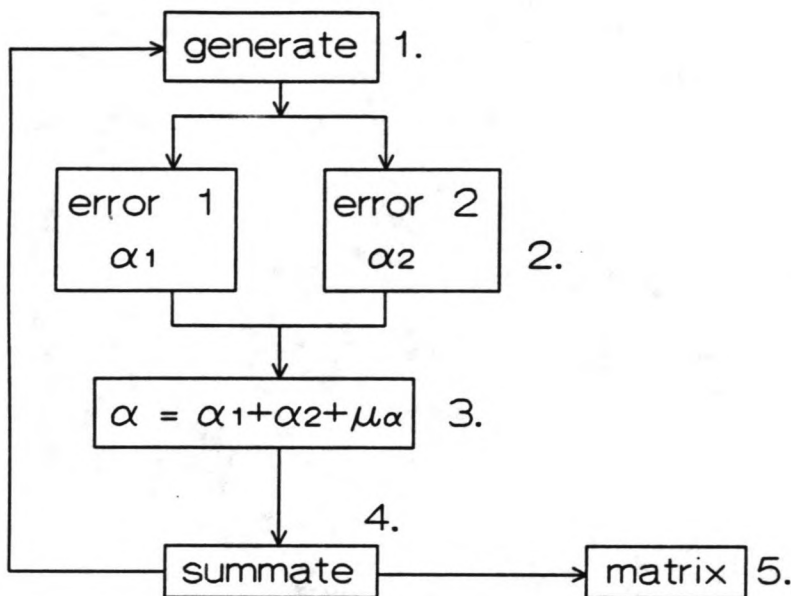 generate 1.
error 1 error 2
α1 α2 2.
α = α1+α2+μα 3.
4.
summate matrix 5.